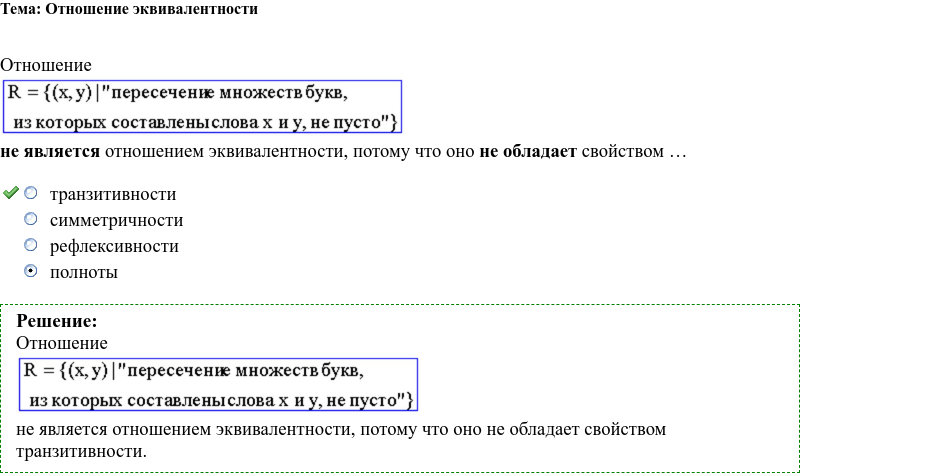 Тема: Отношение эквивалентности
Отношение
R = {(x, y) | "пересечение множеств букв,
из которых составлены слова x и y, не пусто"}
не является отношением эквивалентности, потому что оно не обладает свойством …
транзитивности
симметричности
рефлексивности
полноты
Решение:
Отношение
R = {(x, y) | "пересечение множеств букв,
из которых составлены слова x и y, не пусто"}
не является отношением эквивалентности, потому что оно не обладает свойством
транзитивности.